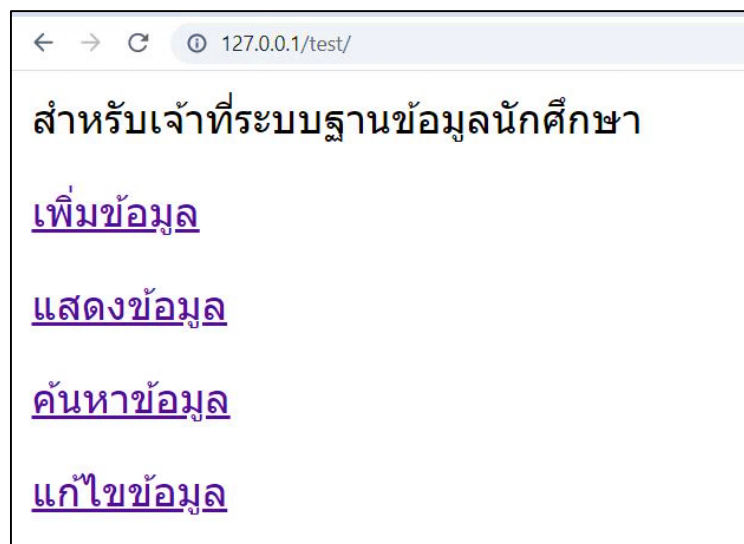 127.0.0.1/test/
สำหรับเจ้าที่ระบบฐานข้อมูลนักศึกษา
เพิ่มข้อมูล
แสดงข้อมูล
ค้นหาข้อมูล
แก้ไขข้อมูล